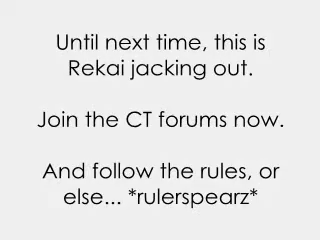 Until next time, this is
Rekai jacking out.
Join the CT forums now.
And follow the rules, or
else... *rulerspearz*